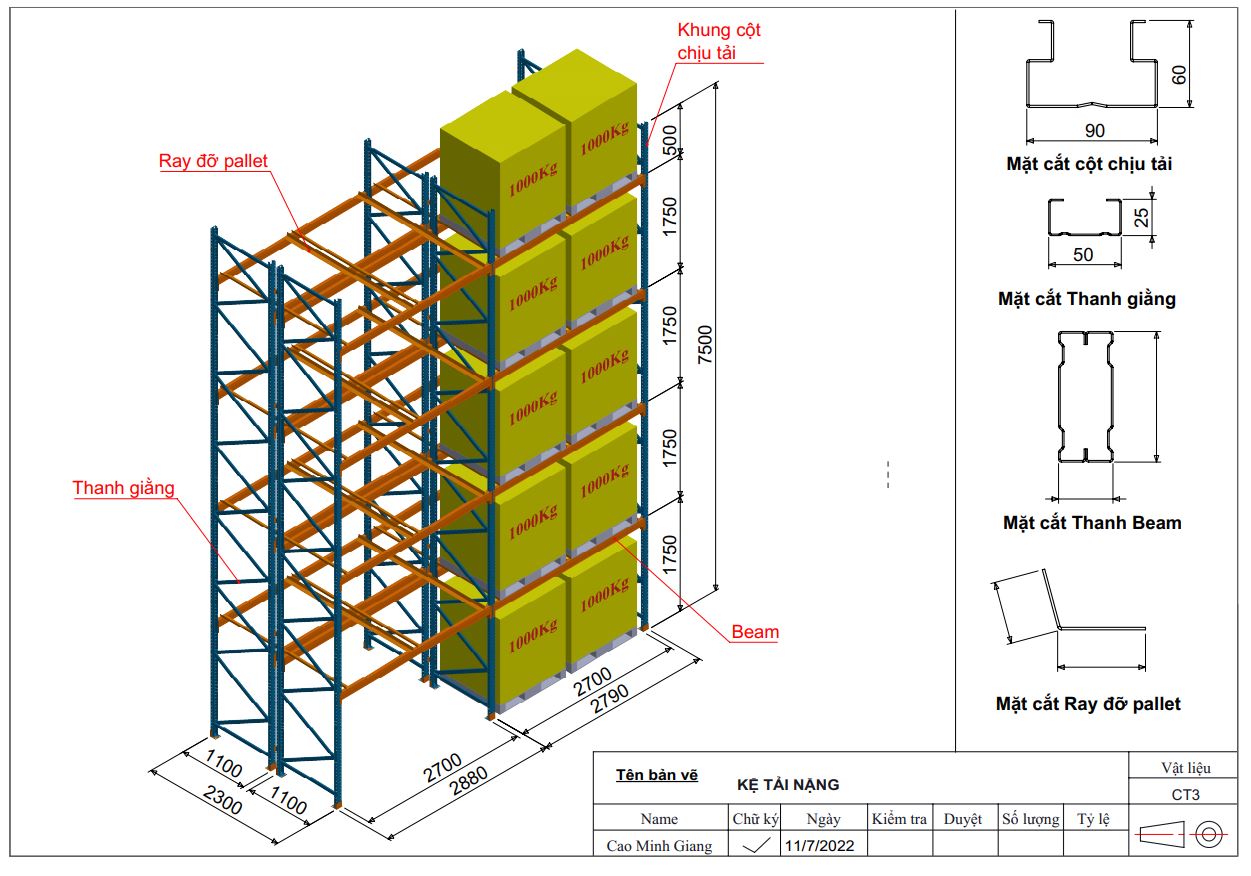 Khung cột
chịu tải
Ray đỡ pallet
Thanh giằng
Beam
1000Kg
1000Kg
1000Kg
1000Kg
1000Kg
1000Kg
1000Kg
1000Kg
1000Kg
1000Kg
500
1750
1750
1750
1750
7500
2700
2790
2700
2880
1100
1100
2300
60
90
Mặt cắt cột chịu tải
25
50
Mặt cắt Thanh giằng
Mặt cắt Thanh Beam
Mặt cắt Ray đỡ pallet
Tên bản vẽ
KỆ TẢI NẶNG
Vật liệu
CT3
Name Chữ ký Ngày Kiểm tra Duyệt Số lượng Tỷ lệ
Cao Minh Giang 11/7/2022